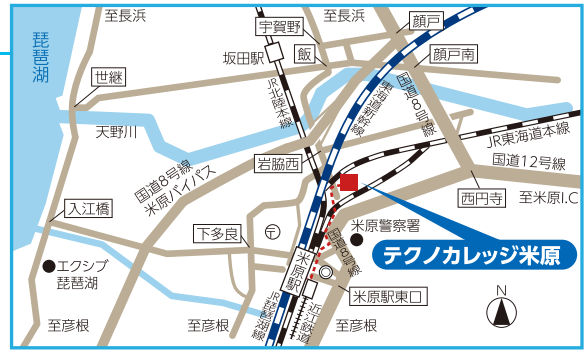 至長浜
至長浜
宇賀野
顔戸
琵琶湖
坂田駅
飯
顔戸南
世継
JR北陸本線
東海道新幹線
国道8号線
天野川
JR東海道本線
岩脇西
国道12号線
国道8号線
米原バイパス
西円寺
至米原I.C
入江橋
下多良
〒
米原警察署
テクノカレッジ米原
国道8号線
エクシブ
琵琶湖
米原駅
米原駅東口
N
至彦根
至彦根
JR琵琶湖線
近江鉄道
至彦根